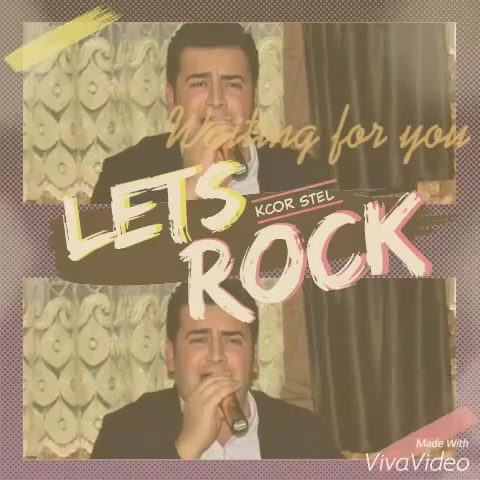 Waiting for you
LETS
KCOR STEL
ROCK
Made With
VivaVideo